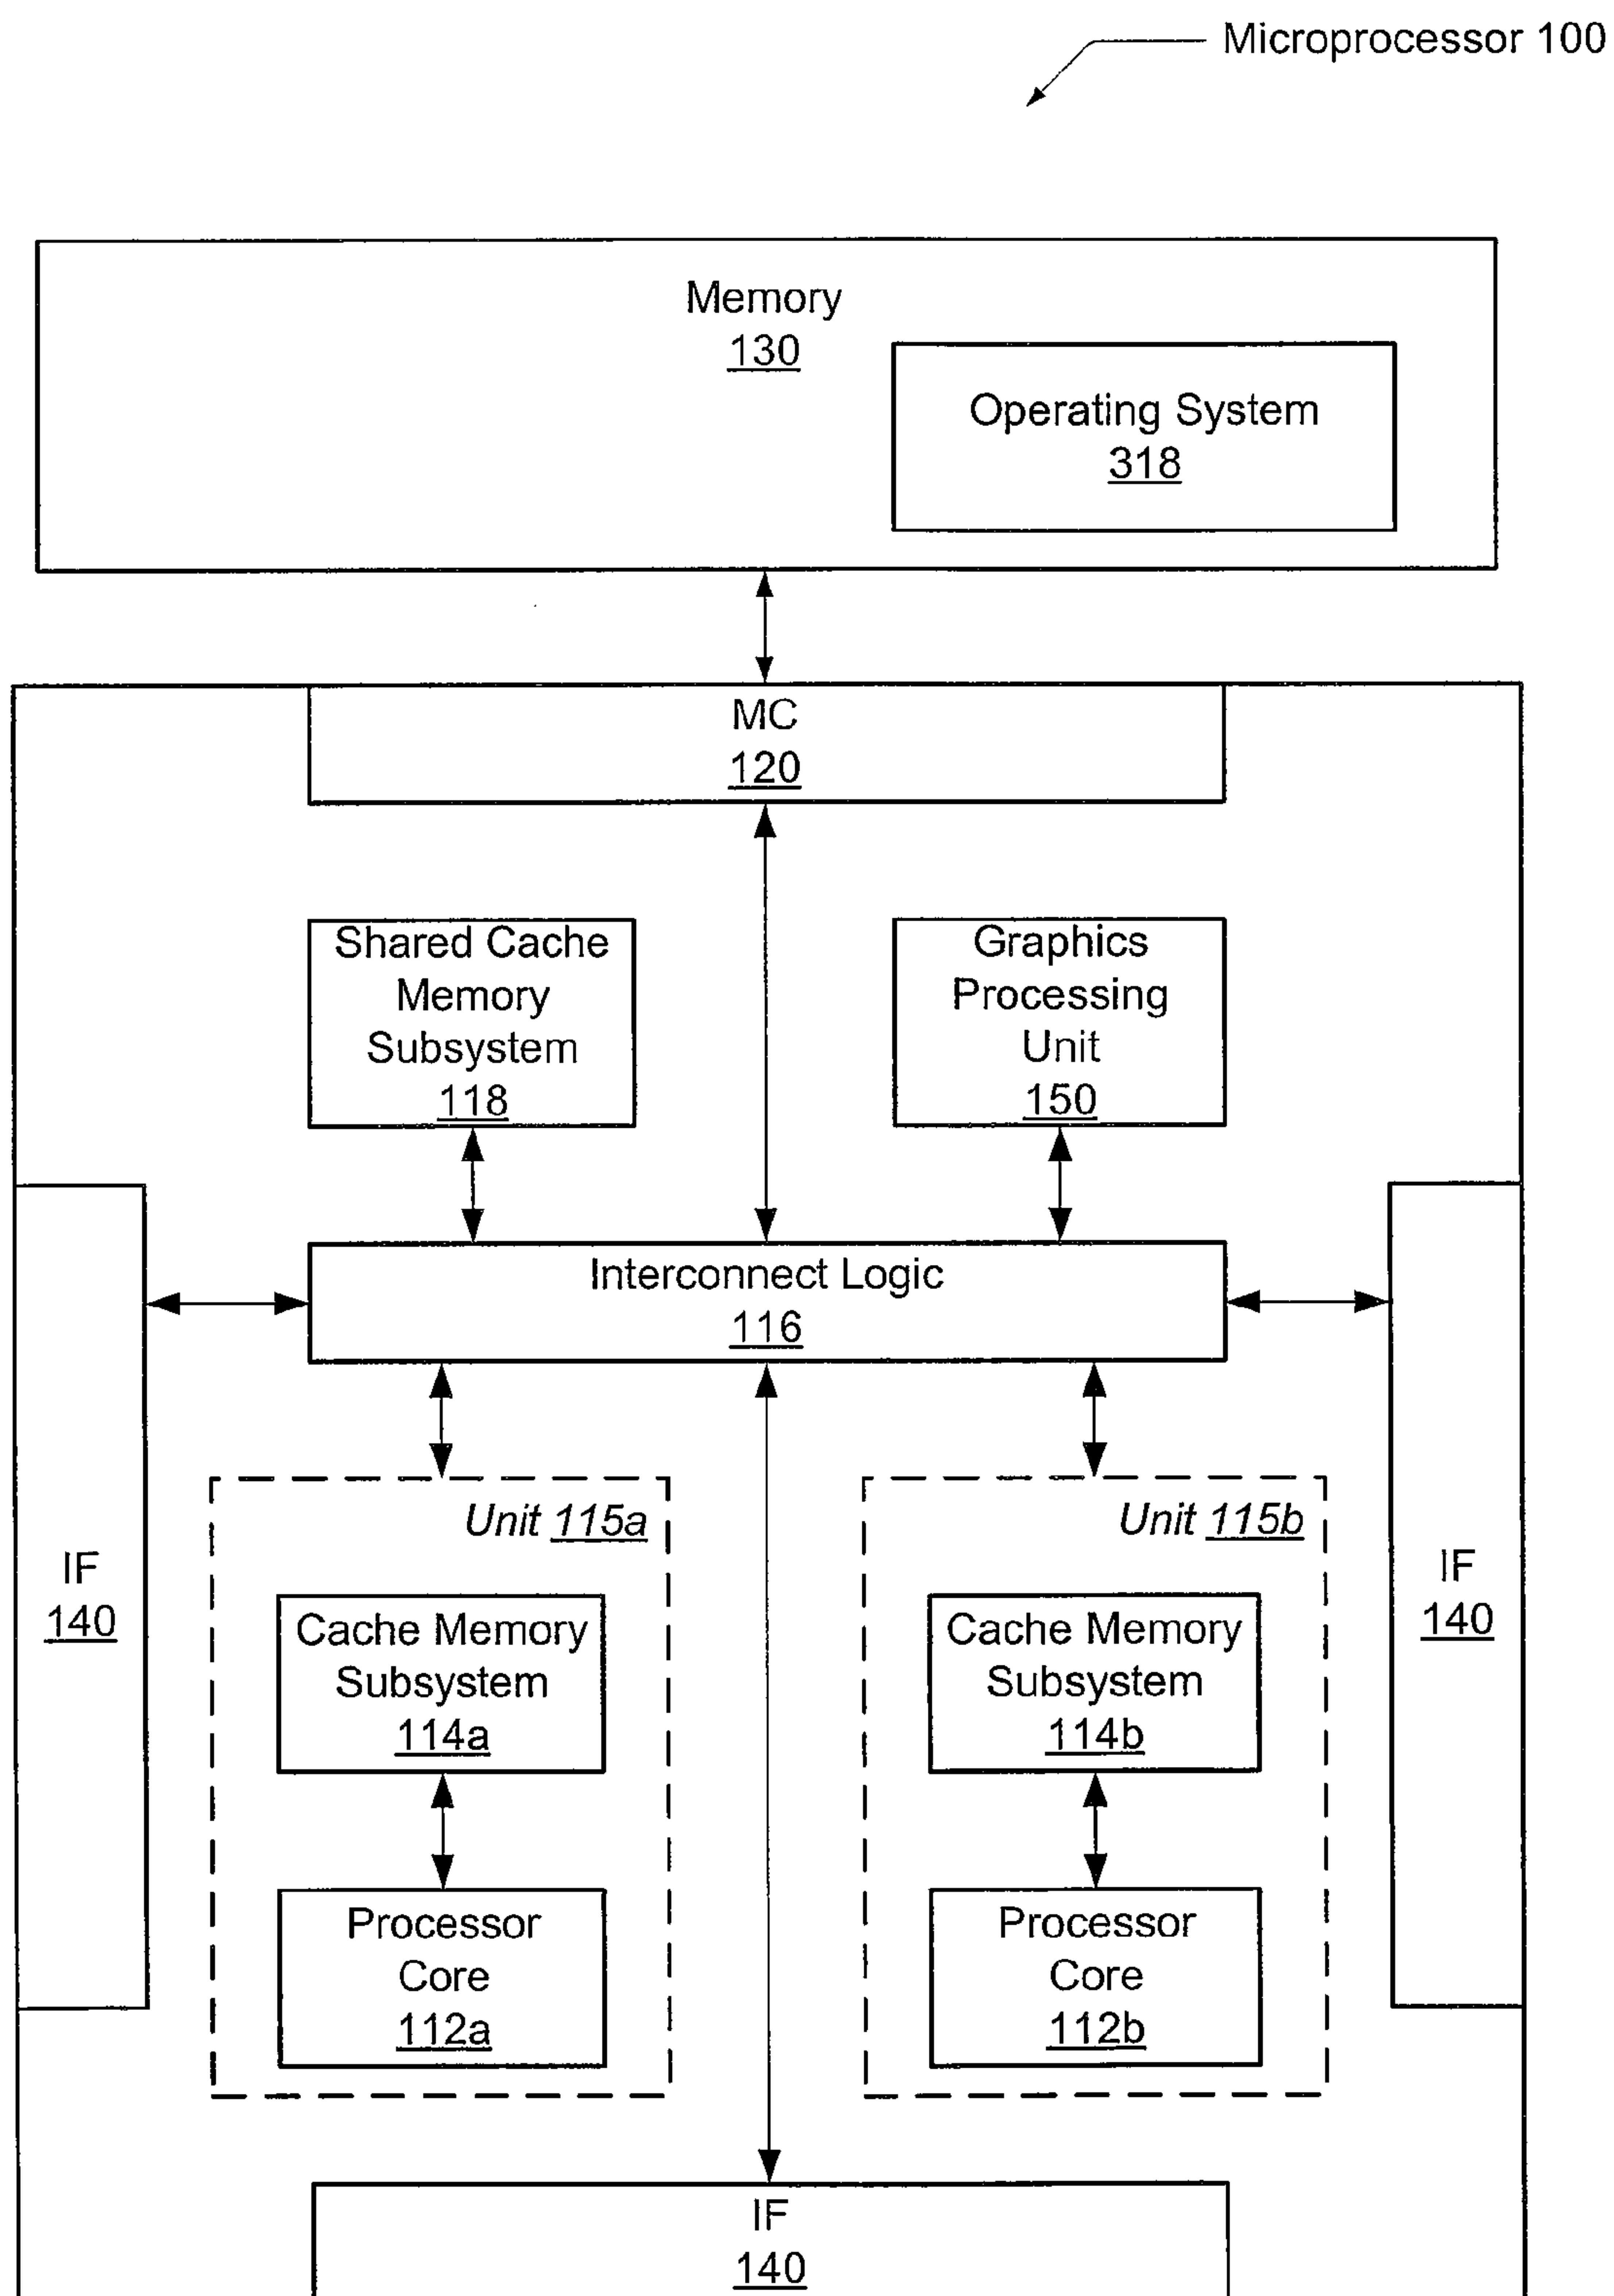 Microprocessor 100
Memory
130
Operating System
318
MC
120
Shared Cache
Memory
Subsystem
118
Graphics
Processing
Unit
150
Interconnect Logic
116
IF
140
Unit 115a
Cache Memory
Subsystem
114a
Processor
Core
112a
Unit 115b
Cache Memory
Subsystem
114b
Processor
Core
112b
IF
140
IF
140